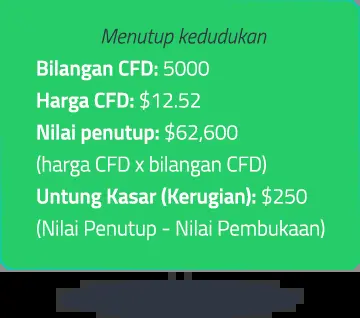 Menutup kedudukan
Bilangan CFD: 5000
Harga CFD: $12.52
Nilai penutup: $62,600
(harga CFD x bilangan CFD)
Untung Kasar (Kerugian): $250
(Nilai Penutup - Nilai Pembukaan)